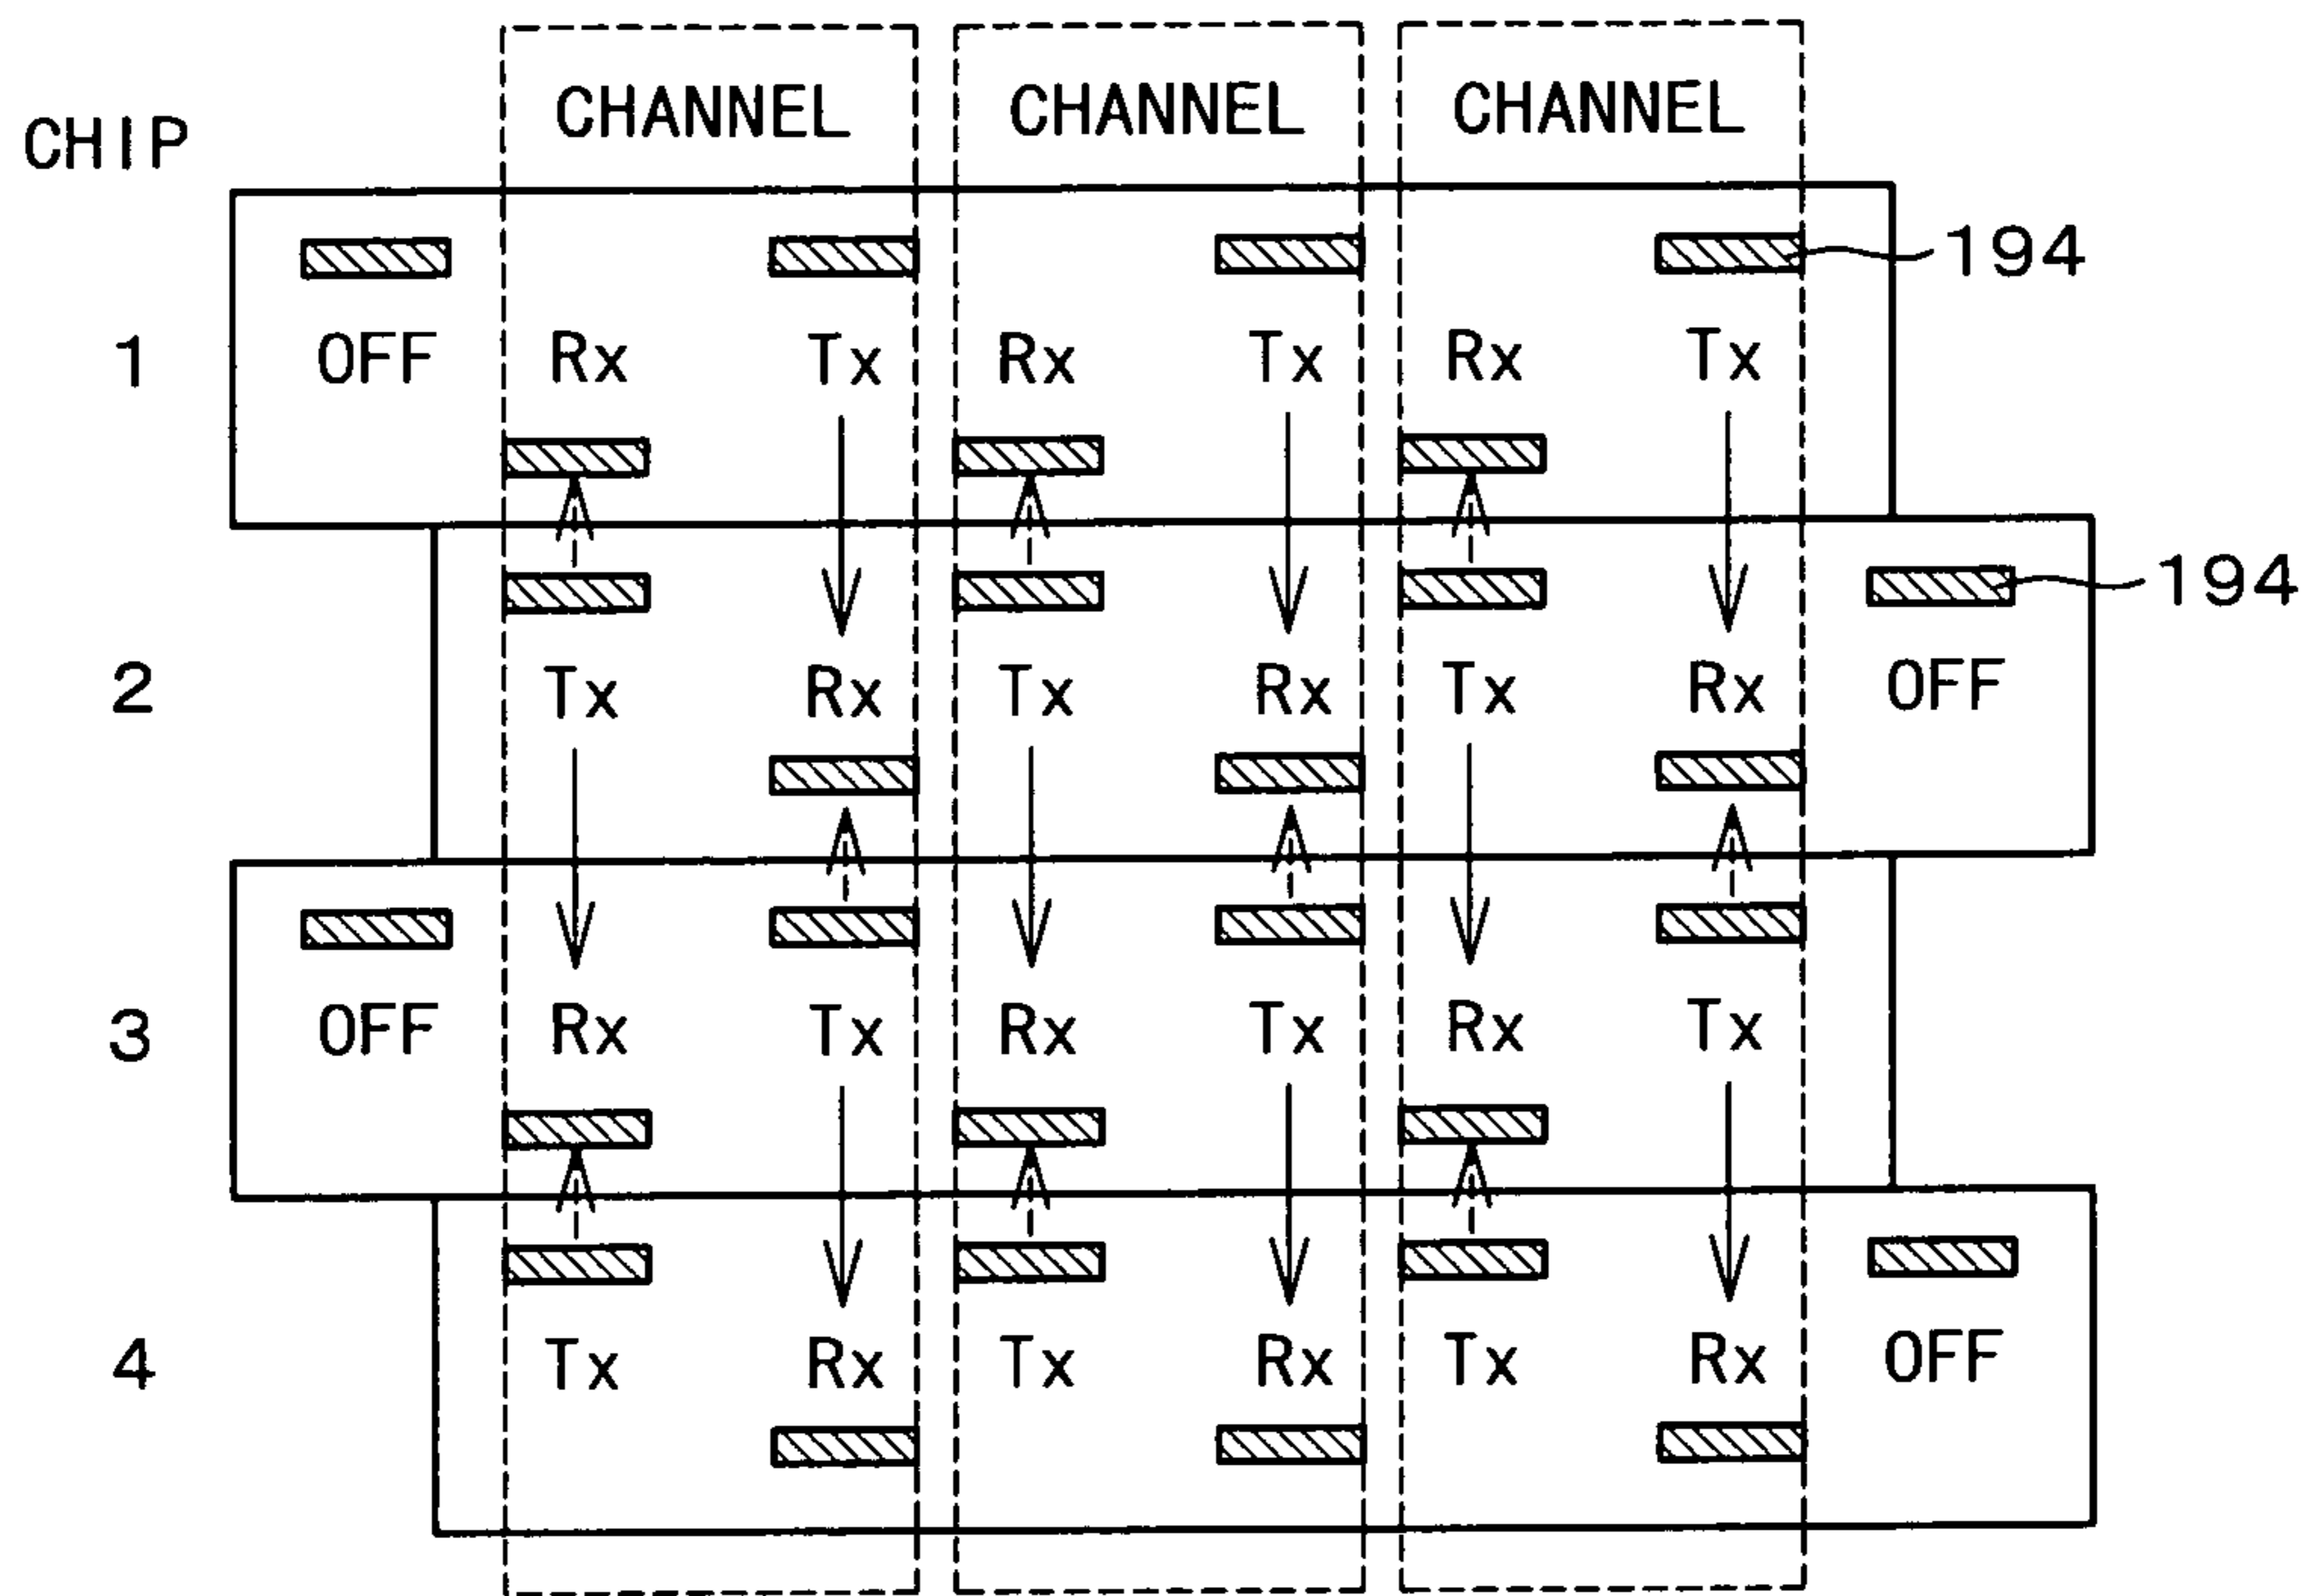 CHANNEL CHANNEL CHANNEL
CHIP
194
1 OFF Rx Tx Rx Tx Rx Tx
194
2 Tx Rx Tx Rx Tx Rx OFF
3 OFF Rx Tx Rx Tx Rx Tx
4 Tx Rx Tx Rx Tx Rx OFF